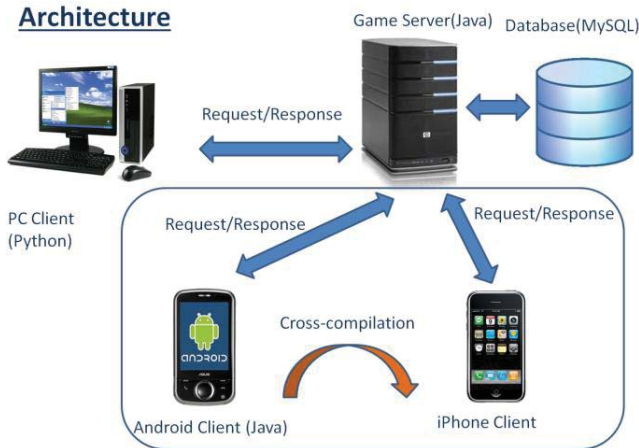 Architecture
Game Server(Java)
Database(MySQL)
Request/Response
PC Client
(Python)
Request/Response
Request/Response
Cross-compilation
ANDROID
Android Client (Java)
iPhone Client